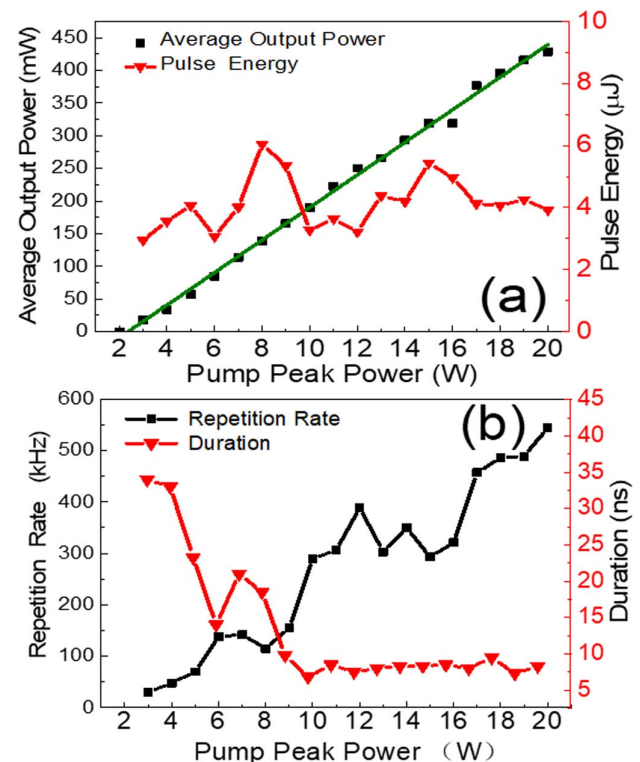 Average Output Power
Pulse Energy
Average Output Power (mW)
450
400
350
300
250
200
150
100
50
0
10
8
6
4
2
0
Pulse Energy (μJ)
(a)
2 4 6 8 10 12 14 16 18 20
Pump Peak Power (W)
Repetition Rate
Duration
(b)
Repetition Rate (kHz)
600
500
400
300
200
100
0
45
40
35
30
25
20
15
10
5
Duration (ns)
2 4 6 8 10 12 14 16 18 20
Pump Peak Power （W）